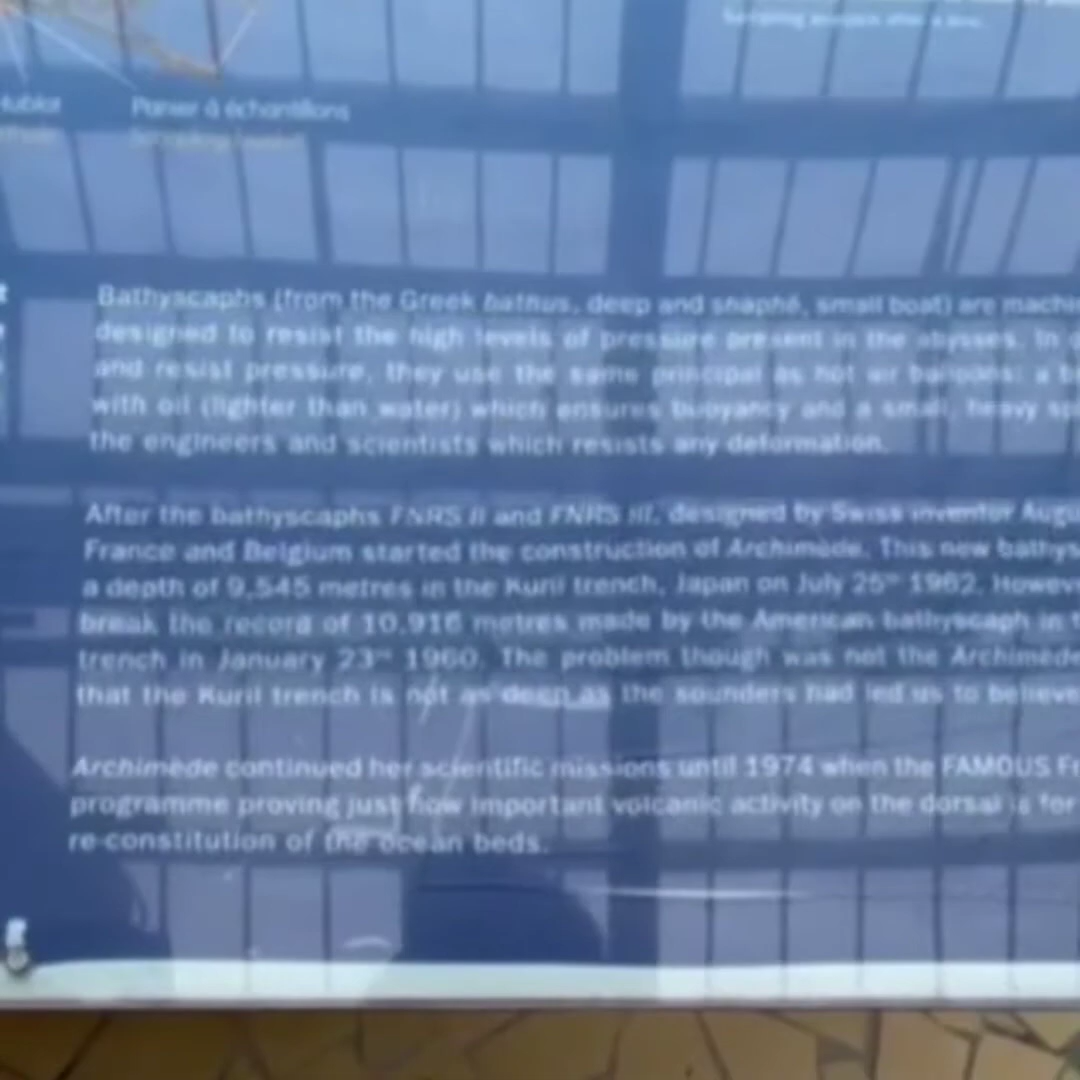 Panier à échantillons
Bathyscaphs (from the Greek bathus, deep and snaphé, small boat) are
designed to resist the high levels of pressure present in the abysses. In
and resist pressure, they use the same principal as hot air balloons: a
with oil (lighter than water) which ensures buoyancy and a small, heavy
the engineers and scientists which resists any deformation.
After the bathyscaphs FNRS II and FNRS III, designed by Swiss inventor
France and Belgium started the construction of Archimède. This new
a depth of 9,545 metres in the Kuril trench, Japan on July 25th 1962.
break the record of 10,916 metres made by the American bathyscaph in
trench in January 23rd 1960. The problem though was not the Archimède
that the Kuril trench is not as deep as the sounders had led us to believe
Archimède continued her scientific missions until 1974 when the FAMOUS
programme proving just how important volcanic activity on the dorsal is for
re-constitution of the ocean beds.